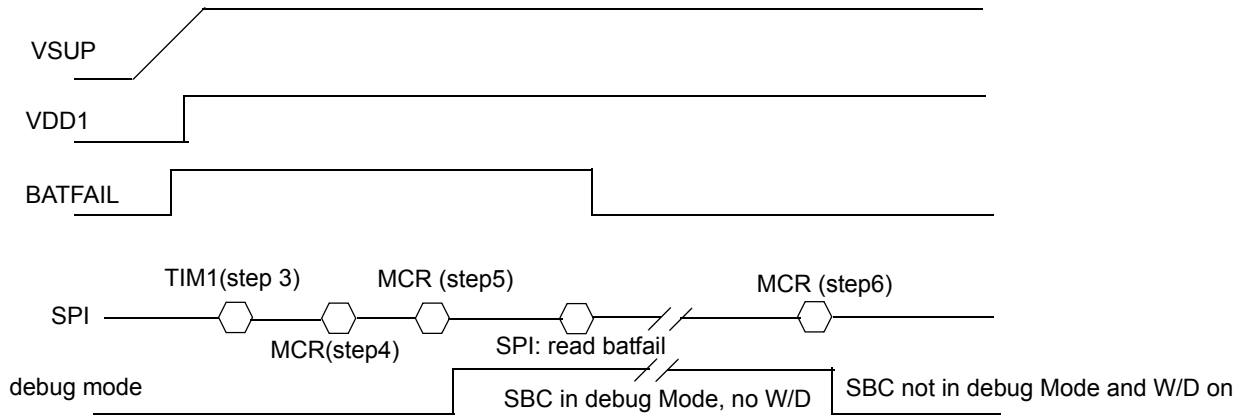 VSUP
VDD1
BATFAIL
TIM1(step 3)
MCR (step5)
MCR (step6)
SPI
MCR(step4)
SPI: read batfail
debug mode
SBC in debug Mode, no W/D
SBC not in debug Mode and W/D on